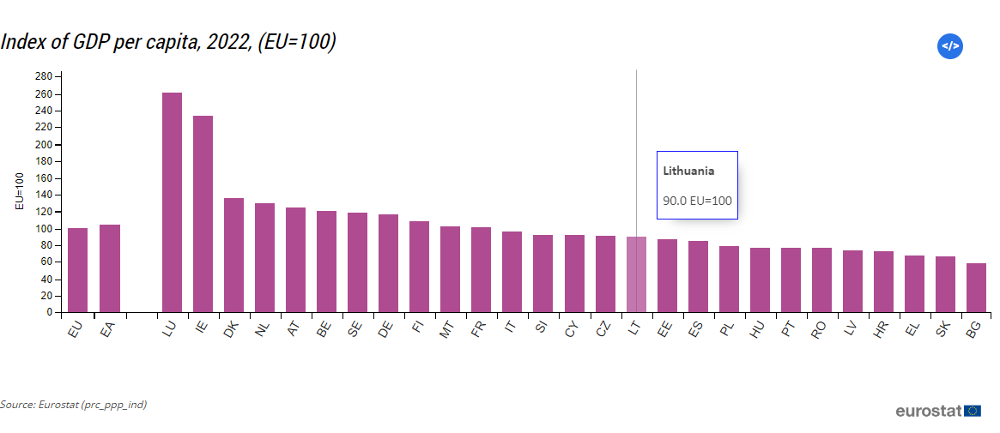 Index of GDP per capita, 2022, (EU=100)
</>
280
260
240
220
200
180
160
140
120
100
80
60
40
20
0
EU=100
Lithuania
90.0 EU=100
EU EA LU IE DK NL AT BE SE DE FI MT FR IT SI CY CZ LT EE ES PL HU PT RO LV HR EL SK BG
Source: Eurostat (prc_ppp_ind)
eurostat